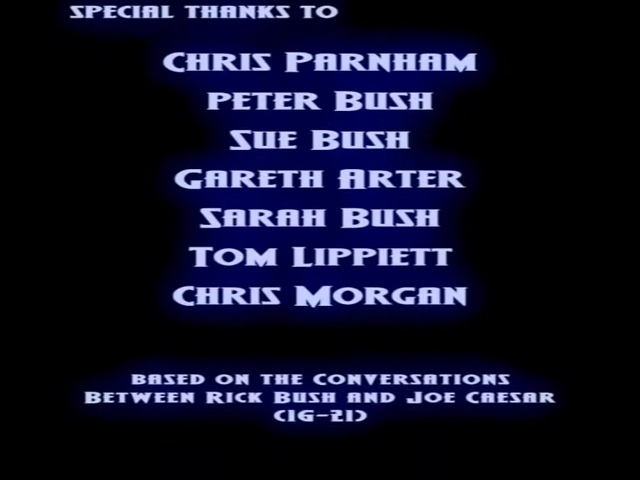 Special Thanks to
Chris Parnham
Peter Bush
Sue Bush
Gareth Arter
Sarah Bush
Tom Lippiett
Chris Morgan
Based on the Conversations
Between Rick Bush and Joe Caesar
(IG-21)